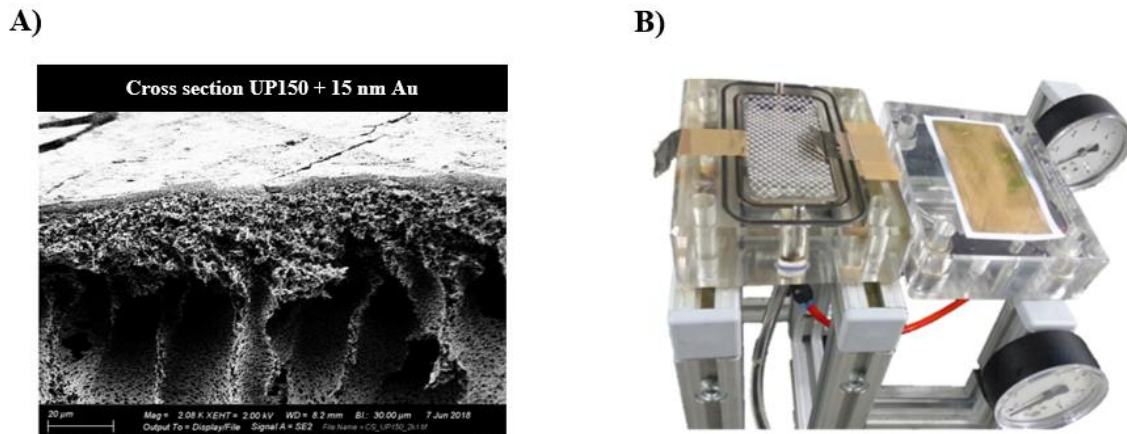 A)
B)
Cross section UP150 + 15 nm Au
20 µm
Mag = 2.08 K X EHT = 2.00 kV WD = 8.2 mm BI.: 30.00 µm 7 Jun 2018
Output To = Display/File Signal A = SE2 File Name = CS_UP150_2k1.tif